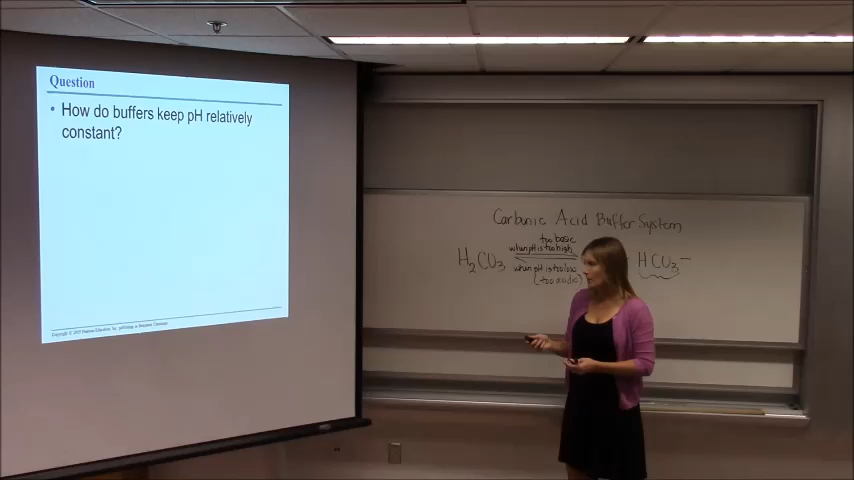 Question
• How do buffers keep pH relatively
constant?
Carbonic Acid Buffer System
too basic
when pH is too high
H₂CO₃
HCO₃⁻
when pH is too low
(too acidic)